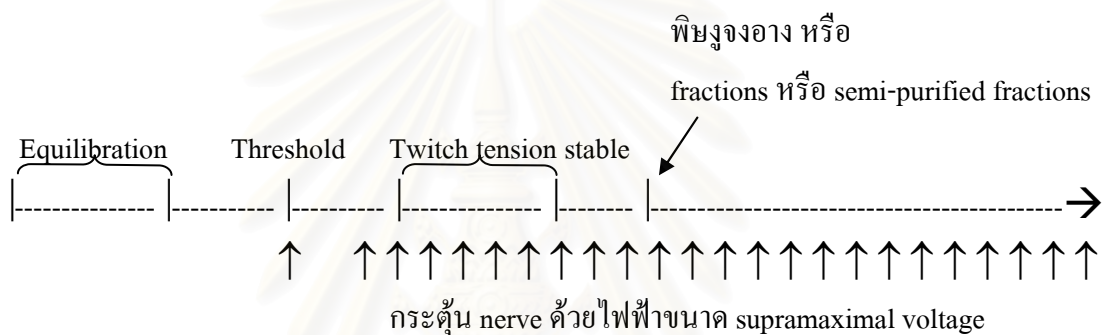 พิษงูจงอาง หรือ
fractions หรือ semi-purified fractions
Equilibration Threshold Twitch tension stable
กระตุ้น nerve ด้วยไฟฟ้าขนาด supramaximal voltage